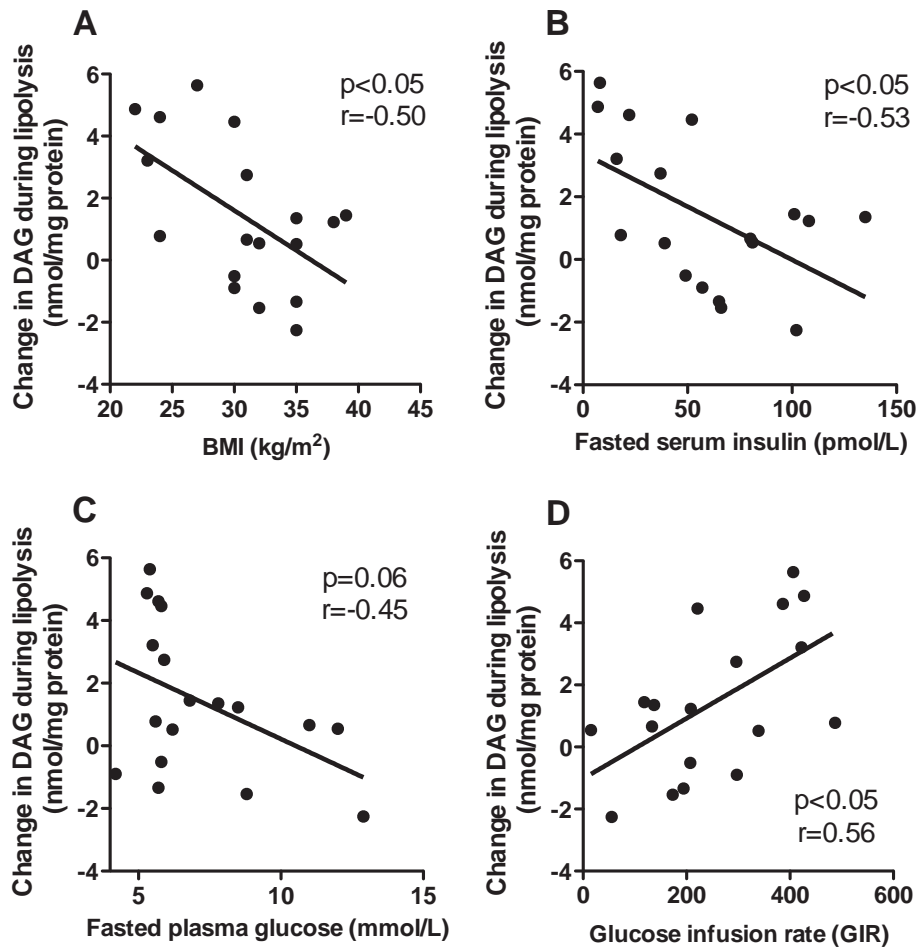 A
Change in DAG during lipolysis
(nmol/mg protein)
6
4
2
0
-2
-4
20 25 30 35 40 45
BMI (kg/m²)
p<0.05
r=-0.50
B
Change in DAG during lipolysis
(nmol/mg protein)
6
4
2
0
-2
-4
0 50 100 150
Fasted serum insulin (pmol/L)
p<0.05
r=-0.53
C
Change in DAG during lipolysis
(nmol/mg protein)
6
4
2
0
-2
-4
5 10 15
Fasted plasma glucose (mmol/L)
p=0.06
r=-0.45
D
Change in DAG during lipolysis
(nmol/mg protein)
6
4
2
0
-2
-4
0 200 400 600
Glucose infusion rate (GIR)
p<0.05
r=0.56